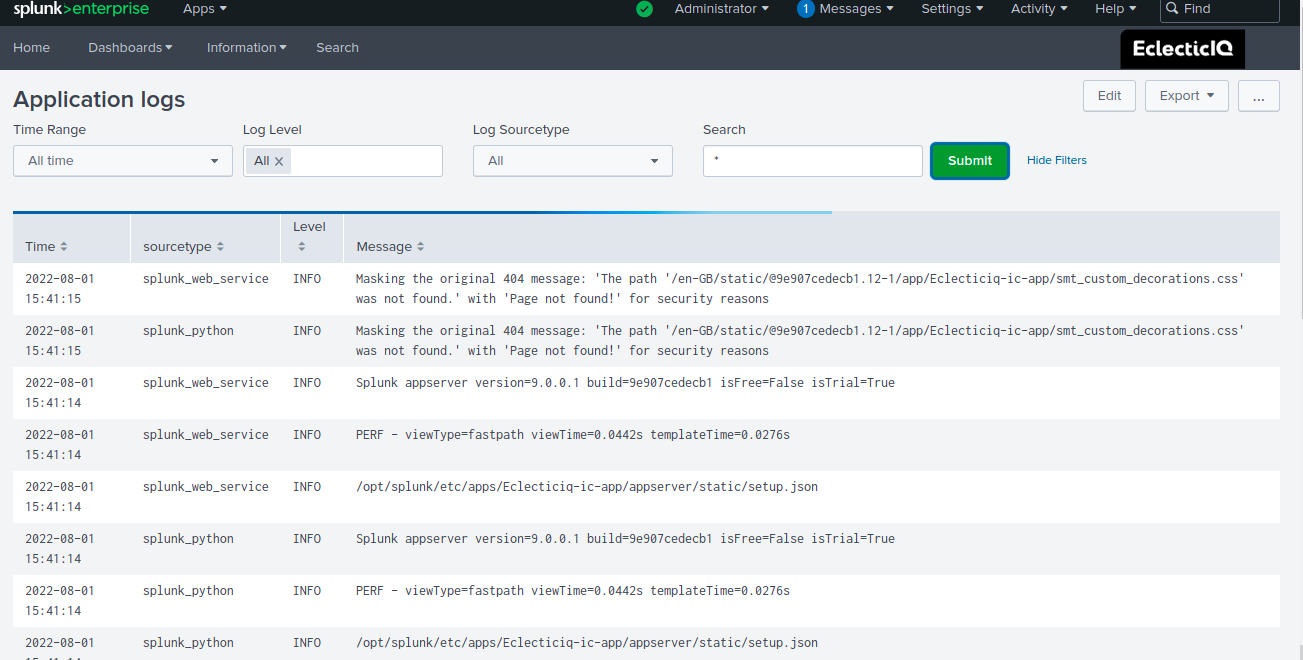 splunk>enterprise Apps Administrator 1 Messages Settings Activity Help Find
Home Dashboards Information Search EclecticIQ
Application logs Edit Export ...
Time Range Log Level Log Sourcetype Search
All time All × All * Submit Hide Filters
Level
Time sourcetype Message
2022-08-01 splunk_web_service INFO Masking the original 404 message: 'The path '/en-GB/static/@9e907cedecb1.12-1/app/Eclecticiq-ic-app/smt_custom_decorations.css'
15:41:15 was not found.' with 'Page not found!' for security reasons
2022-08-01 splunk_python INFO Masking the original 404 message: 'The path '/en-GB/static/@9e907cedecb1.12-1/app/Eclecticiq-ic-app/smt_custom_decorations.css'
15:41:15 was not found.' with 'Page not found!' for security reasons
2022-08-01 splunk_web_service INFO Splunk appserver version=9.0.0.1 build=9e907cedecb1 isFree=False isTrial=True
15:41:14
2022-08-01 splunk_web_service INFO PERF - viewType=fastpath viewTime=0.0442s templateTime=0.0276s
15:41:14
2022-08-01 splunk_web_service INFO /opt/splunk/etc/apps/Eclecticiq-ic-app/appserver/static/setup.json
15:41:14
2022-08-01 splunk_python INFO Splunk appserver version=9.0.0.1 build=9e907cedecb1 isFree=False isTrial=True
15:41:14
2022-08-01 splunk_python INFO PERF - viewType=fastpath viewTime=0.0442s templateTime=0.0276s
15:41:14
2022-08-01 splunk_python INFO /opt/splunk/etc/apps/Eclecticiq-ic-app/appserver/static/setup.json